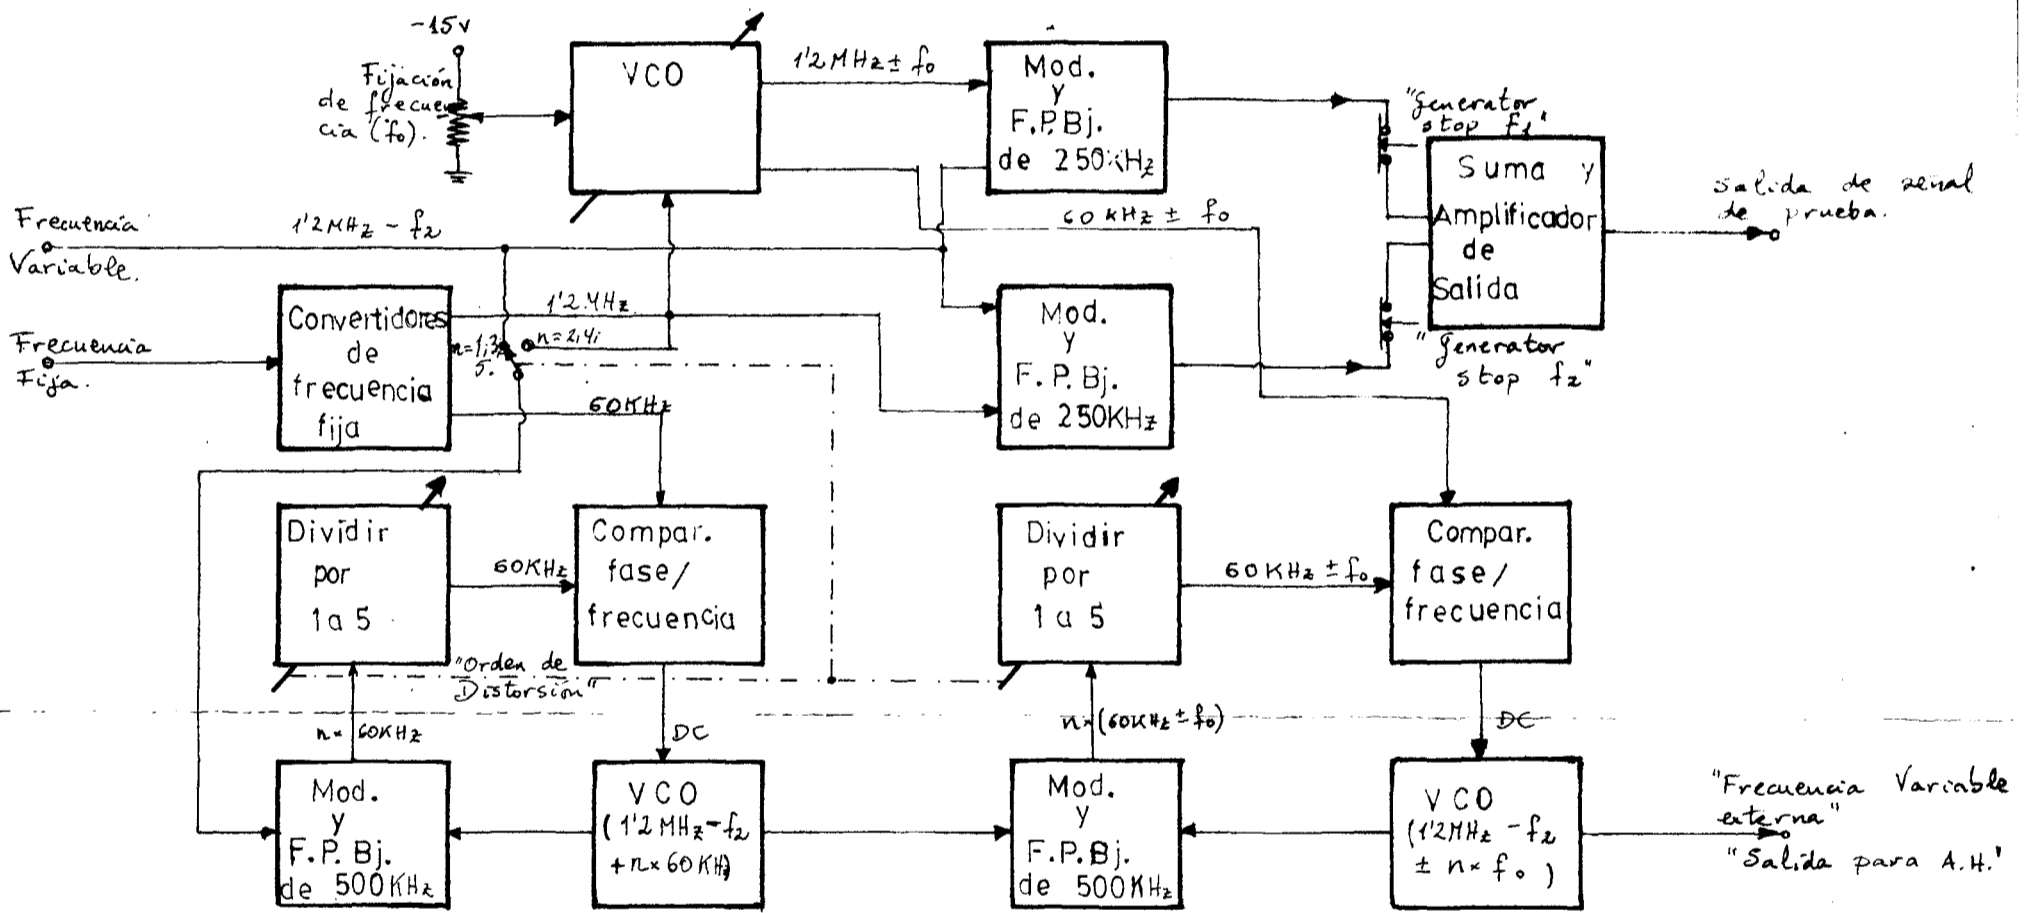 -15v
Fijación
de frecuen
cia (fo).
VCO
1'2 MHz ± fo
Mod.
y
F.P.Bj.
de 250KHz
"Generator
stop F1"
Suma y
Amplificador
de
Salida
salida de senal
de prueba.
Frecuencia
Variable.
1'2 MHz - f2
60 KHz ± fo
Frecuencia
Fija.
Convertidores
de
frecuencia
fija
1'2 MHz
n=1,3,
5.
n=2,4;
60KHz
Mod.
y
F.P.Bj.
de 250KHz
"Generator
stop f2"
Dividir
por
1 a 5
60KHz
Compar.
fase/
frecuencia
Dividir
por
1 a 5
60 KHz ± fo
Compar.
fase/
frecuencia
"Orden de
Distorsión"
n× 60KHz
DC
n×(60KHz ± fo)
DC
Mod.
y
F.P.Bj.
de 500KHz
VCO
(1'2 MHz - f2
+ n× 60 KH)
Mod.
y
F.P.Bj.
de 500KHz
VCO
(1'2MHz - f2
± n× fo)
"Frecuencia Variable
externa"
"Salida para A.H."